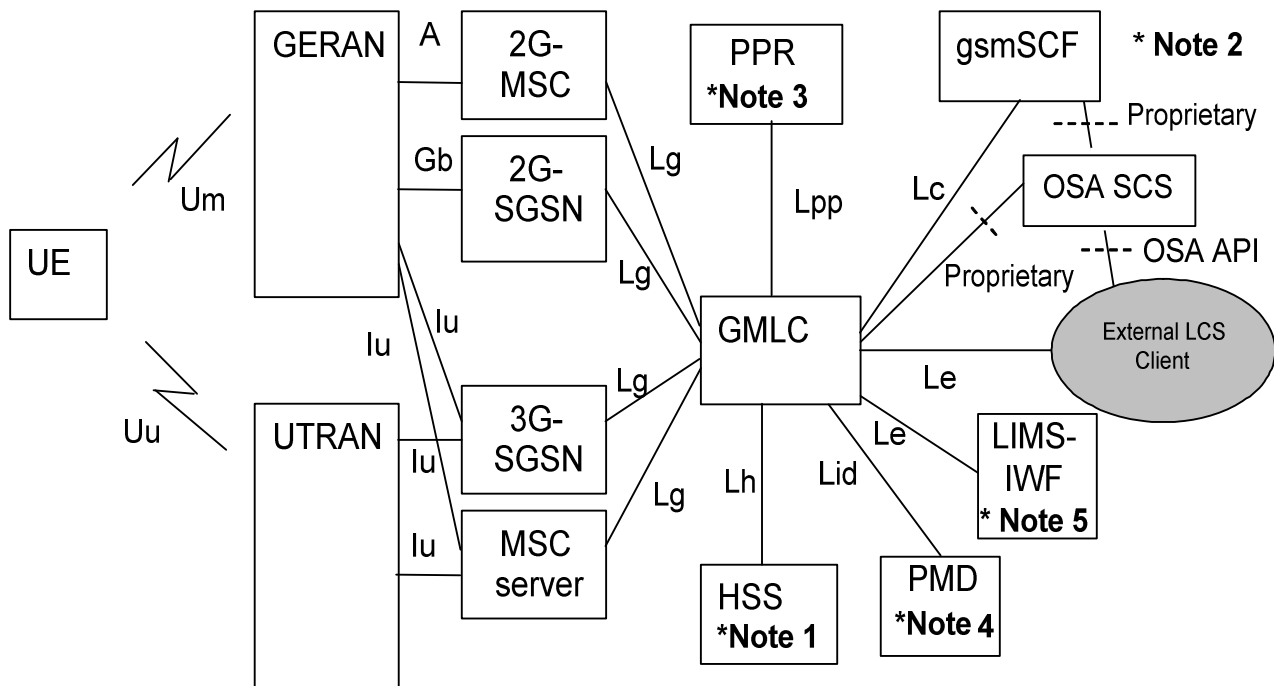 GERAN
A
2G-
MSC
PPR
*Note 3
gsmSCF
* Note 2
Proprietary
Gb
2G-
SGSN
Lg
Um
Lpp
Lc
OSA SCS
UE
Lg
Proprietary
OSA API
Iu
Iu
GMLC
External LCS
Client
Lg
Le
Uu
UTRAN
3G-
SGSN
Iu
Le
LIMS-
IWF
* Note 5
Lg
Lh
Lid
Iu
MSC
server
HSS
*Note 1
PMD
*Note 4